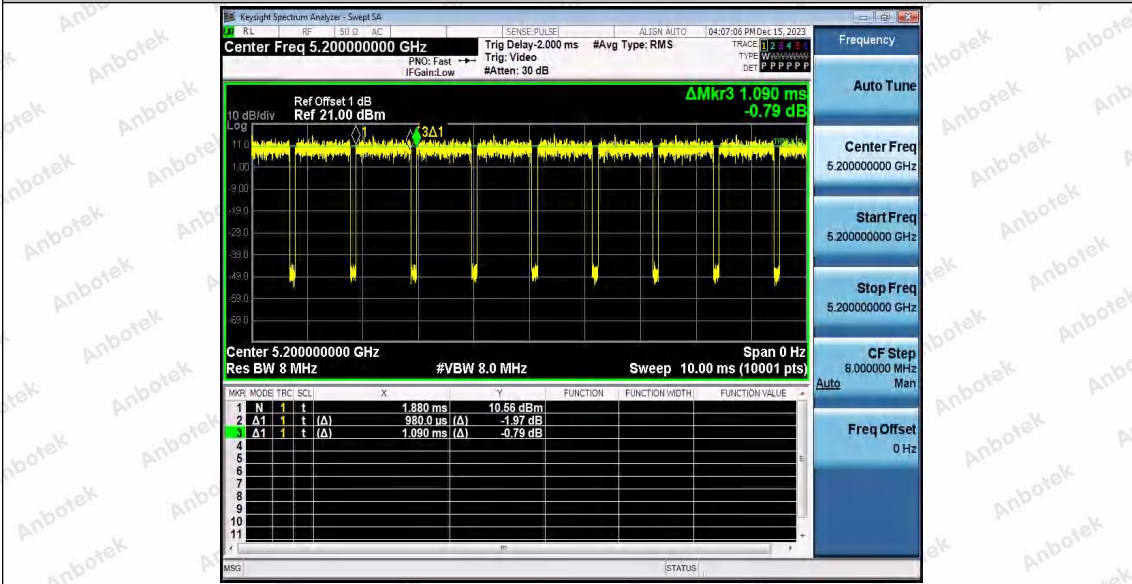 Keysight Spectrum Analyzer - Swept SA
RL RF 50 Ω AC SENSE:PULSE ALIGN AUTO 04:07:06 PM Dec 15, 2023
Center Freq 5.200000000 GHz
PNO: Fast
IFGain:Low
Trig Delay-2.000 ms
Trig: Video
#Atten: 30 dB
#Avg Type: RMS
TRACE 1 2 3 4 5 6
TYPE WWWWWW
DET P P P P P P
ΔMkr3 1.090 ms
-0.79 dB
Ref Offset 1 dB
10 dB/div Ref 21.00 dBm
Log
1 3Δ1
11.0
1.00
-9.00
-19.0
-29.0
-39.0
-49.0
-59.0
-69.0
Center 5.200000000 GHz Span 0 Hz
Res BW 8 MHz #VBW 8.0 MHz Sweep 10.00 ms (10001 pts)
MKR MODE TRC SCL X Y FUNCTION FUNCTION WIDTH FUNCTION VALUE
1 N 1 t 1.880 ms 10.56 dBm
2 Δ1 1 t (Δ) 980.0 µs (Δ) -1.97 dB
3 Δ1 1 t (Δ) 1.090 ms (Δ) -0.79 dB
4
5
6
7
8
9
10
11
MSG STATUS
Frequency
Auto Tune
Center Freq
5.200000000 GHz
Start Freq
5.200000000 GHz
Stop Freq
5.200000000 GHz
CF Step
8.000000 MHz
Auto Man
Freq Offset
0 Hz
Anbotek